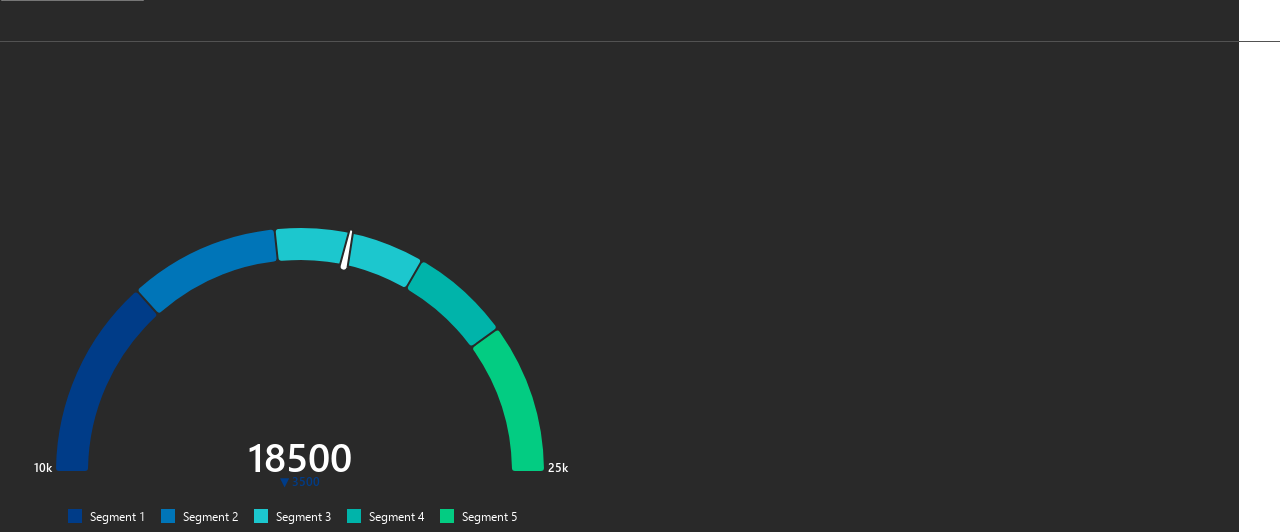 10k
25k
18500
▼ 3500
Segment 1
Segment 2
Segment 3
Segment 4
Segment 5